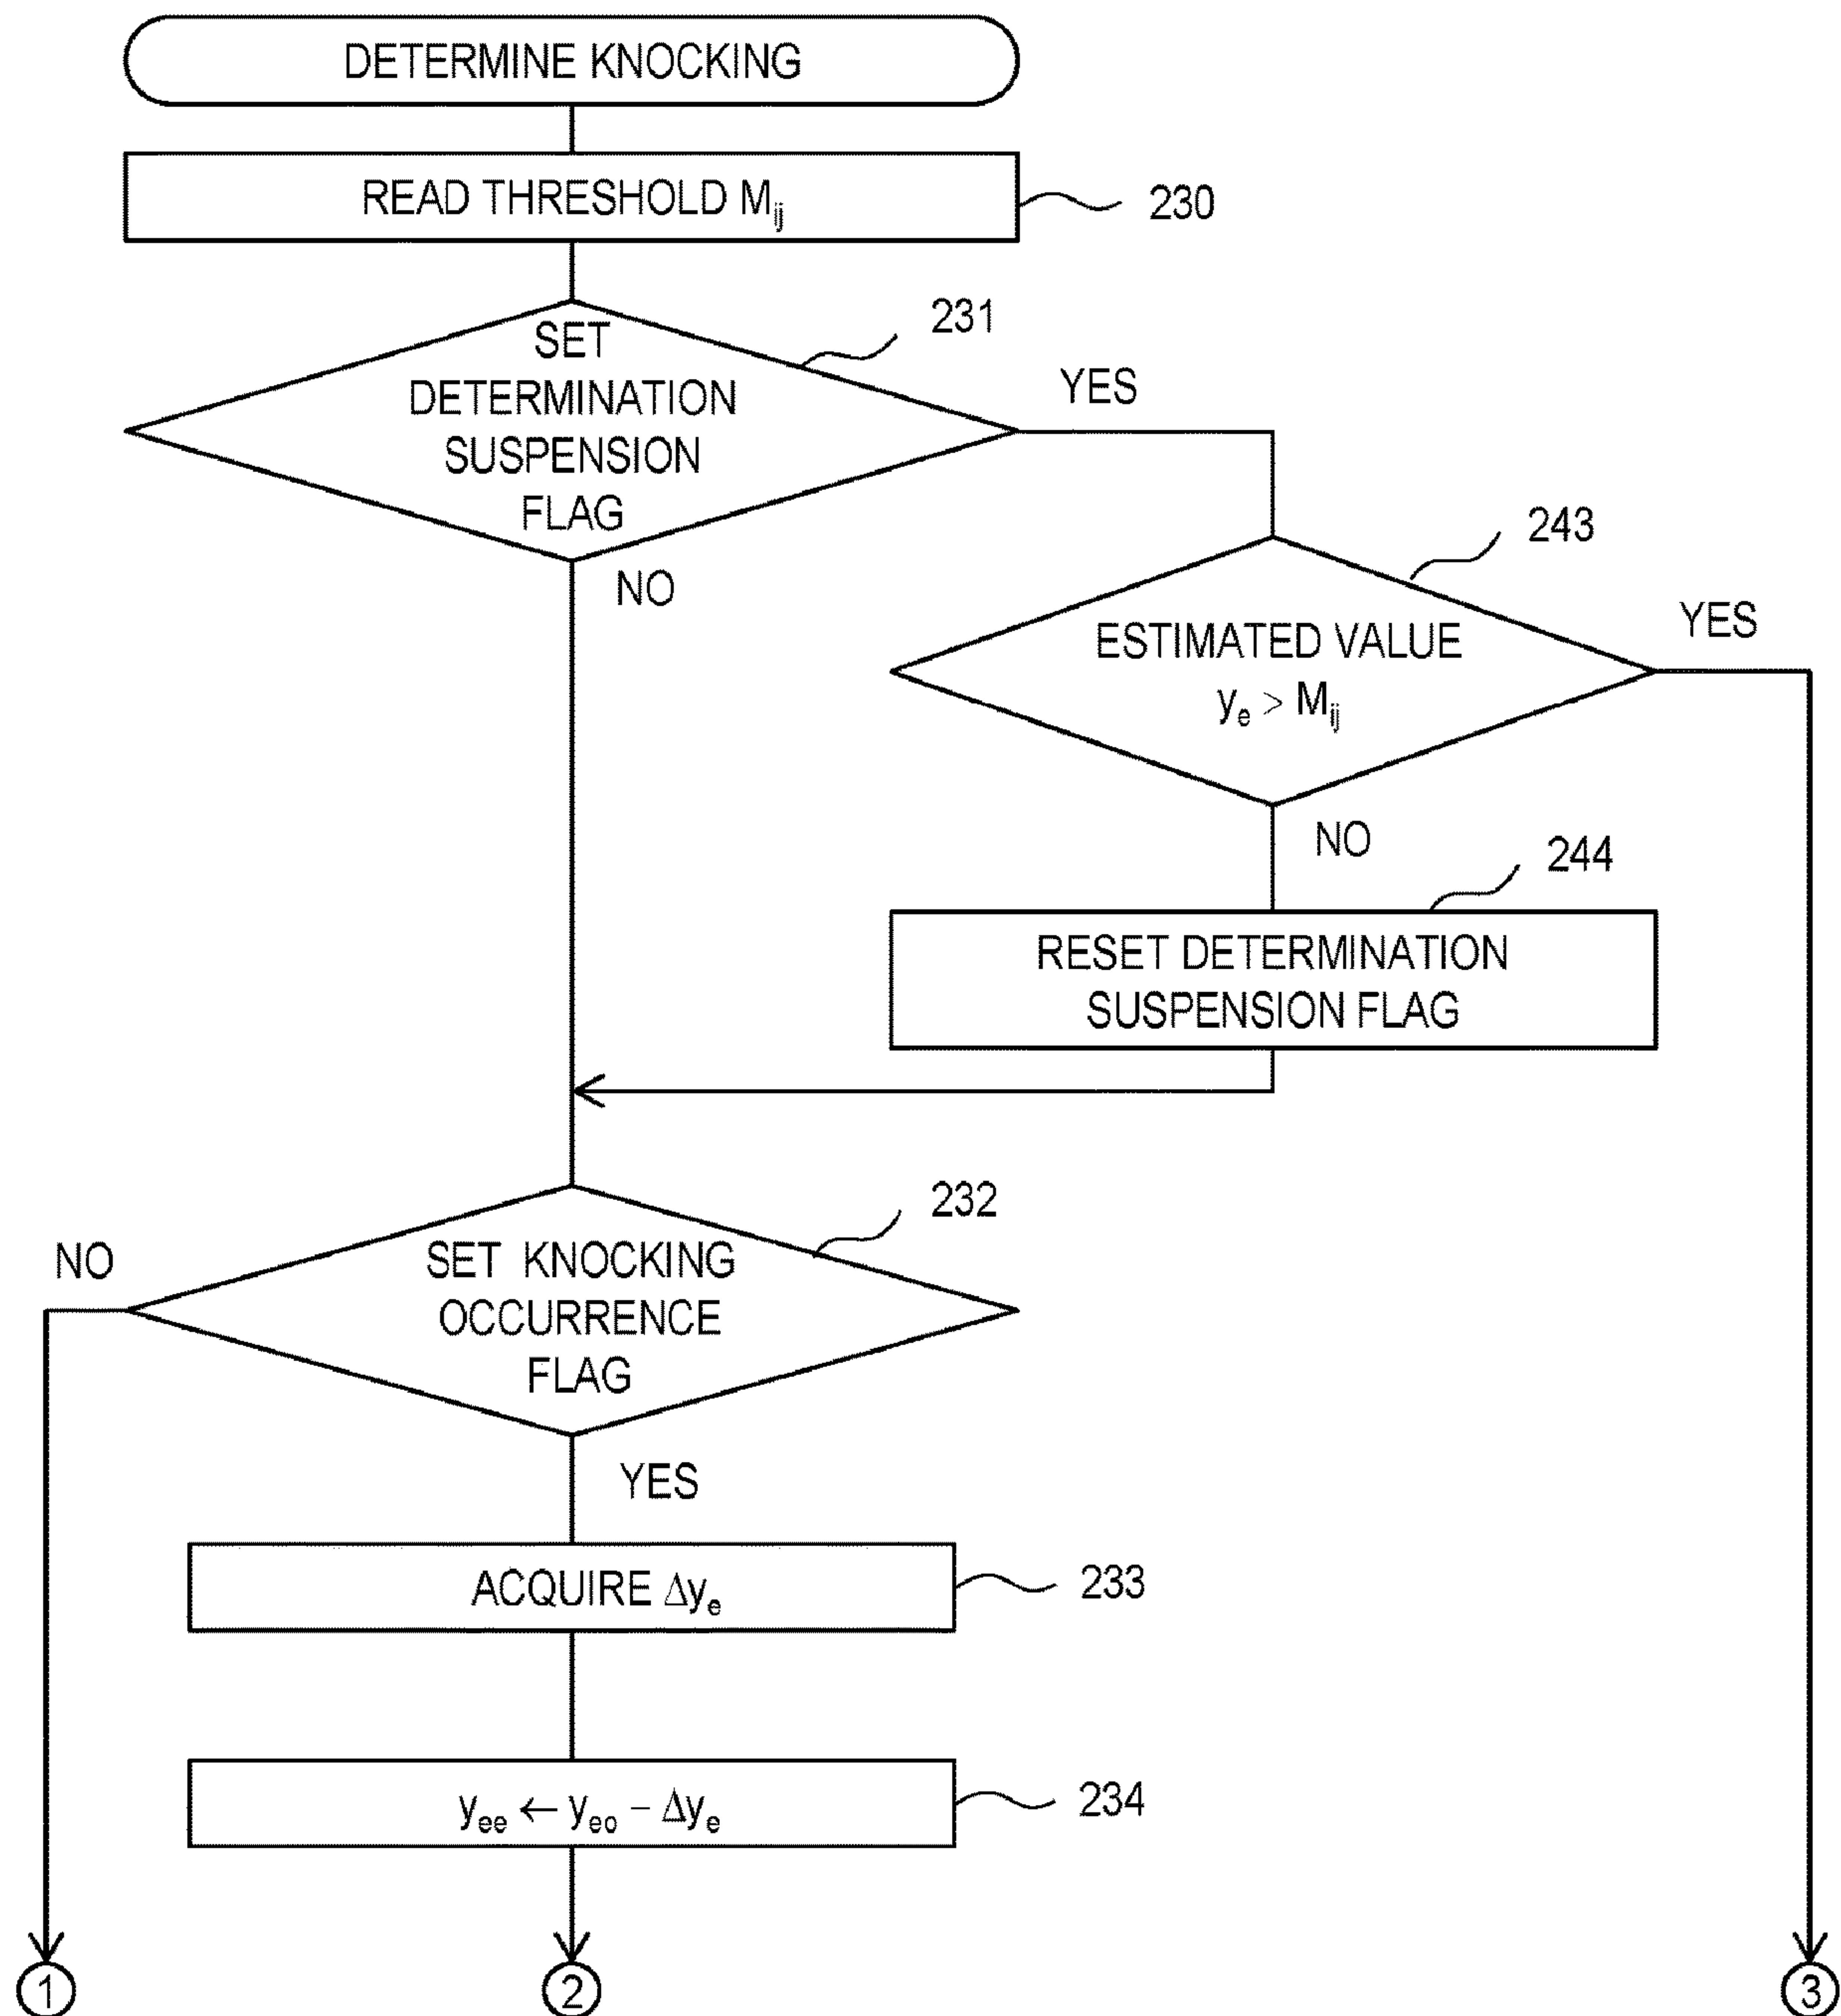 DETERMINE KNOCKING
READ THRESHOLD Mij
230
231
SET
DETERMINATION
SUSPENSION
FLAG
YES
NO
243
ESTIMATED VALUE
ye > Mij
YES
NO
244
RESET DETERMINATION
SUSPENSION FLAG
232
NO
SET KNOCKING
OCCURRENCE
FLAG
YES
ACQUIRE Δye
233
yee ← yeo − Δye
234
1
2
3